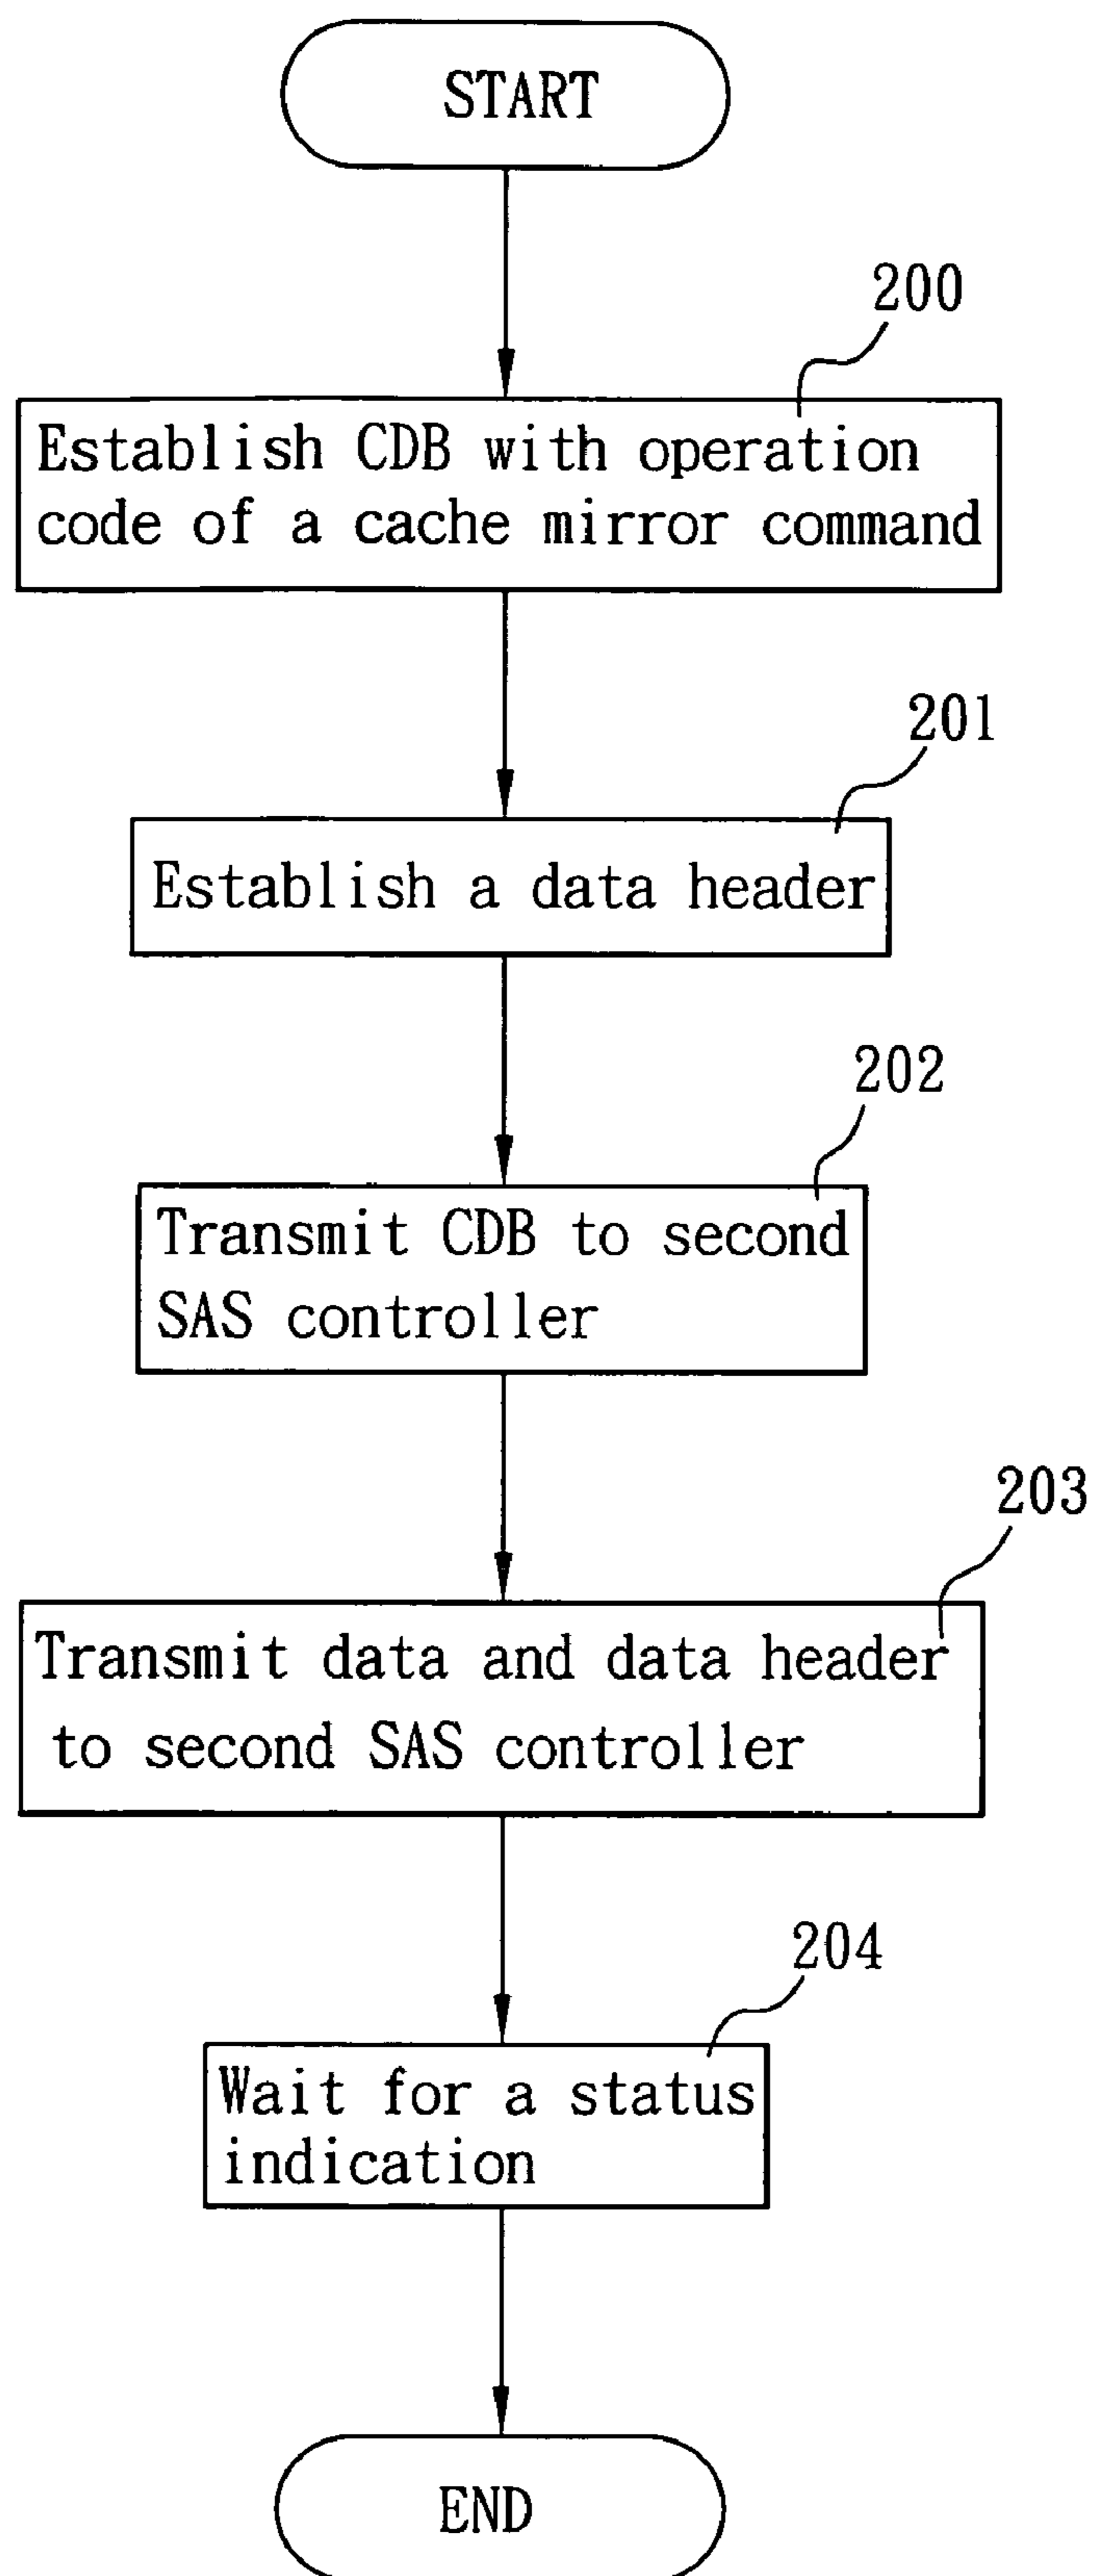 START
200
Establish CDB with operation
code of a cache mirror command
201
Establish a data header
202
Transmit CDB to second
SAS controller
203
Transmit data and data header
to second SAS controller
204
Wait for a status
indication
END